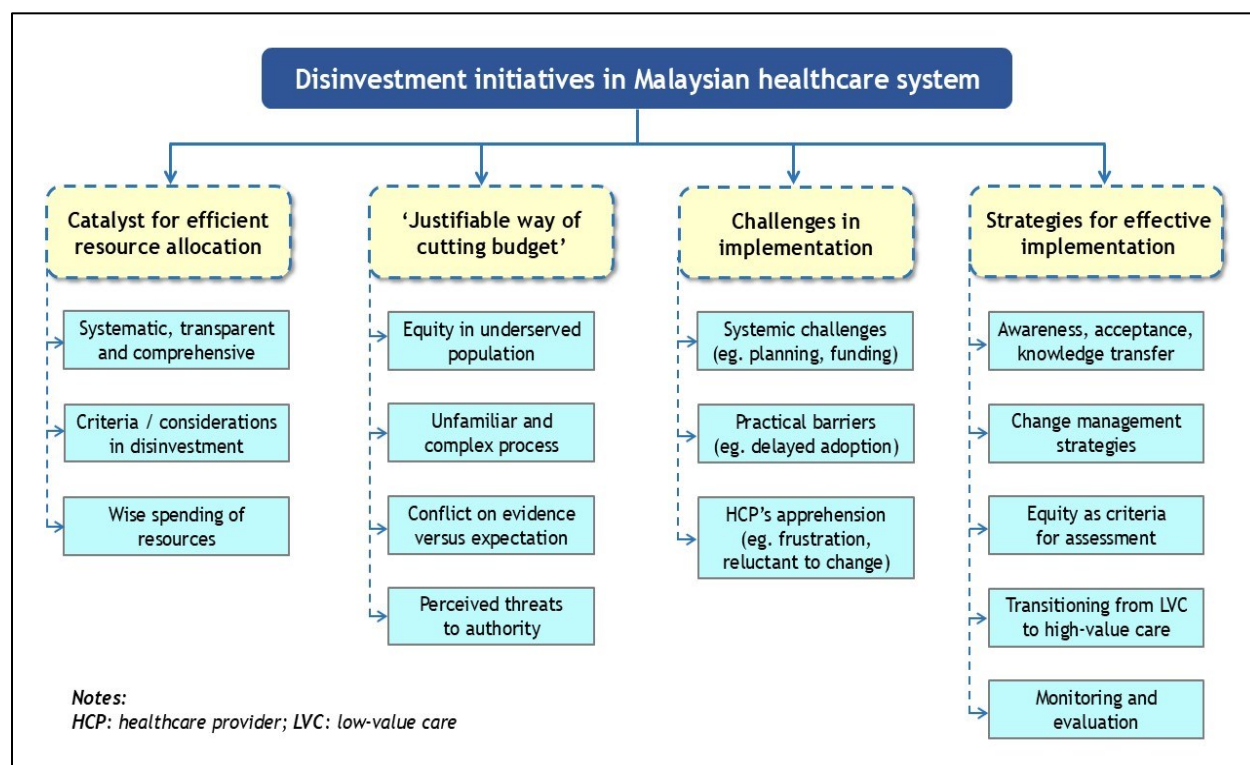 Disinvestment initiatives in Malaysian healthcare system
Catalyst for efficient
resource allocation
Systematic, transparent
and comprehensive
Criteria / considerations
in disinvestment
Wise spending of
resources
‘Justifiable way of
cutting budget’
Equity in underserved
population
Unfamiliar and
complex process
Conflict on evidence
versus expectation
Perceived threats
to authority
Challenges in
implementation
Systemic challenges
(eg. planning, funding)
Practical barriers
(eg. delayed adoption)
HCP’s apprehension
(eg. frustration,
reluctant to change)
Strategies for effective
implementation
Awareness, acceptance,
knowledge transfer
Change management
strategies
Equity as criteria
for assessment
Transitioning from LVC
to high-value care
Monitoring and
evaluation
Notes:
HCP: healthcare provider; LVC: low-value care